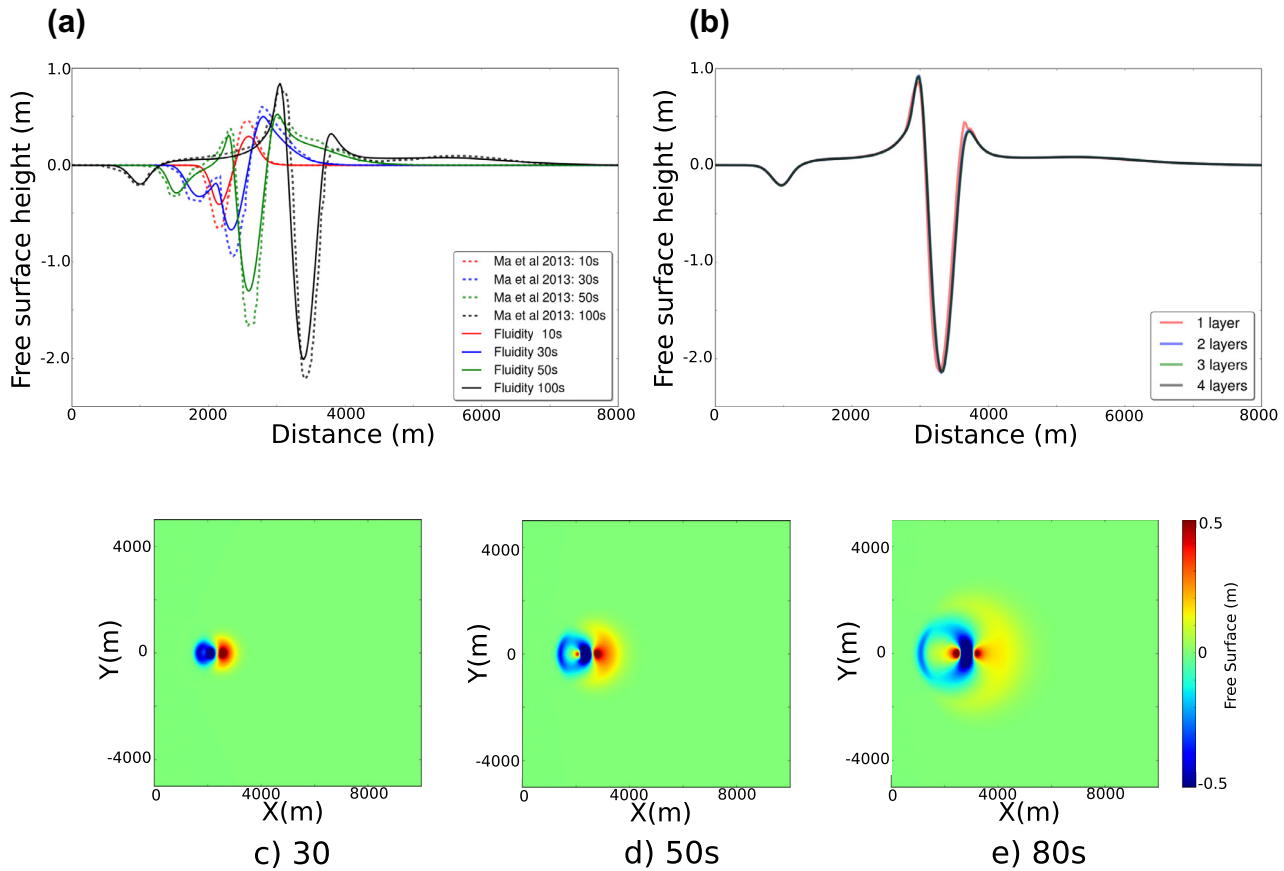 (a)
(b)
Free surface height (m)
1.0
0.0
-1.0
-2.0
0
2000
4000
6000
8000
Distance (m)
Ma et al 2013: 10s
Ma et al 2013: 30s
Ma et al 2013: 50s
Ma et al 2013: 100s
Fluidity 10s
Fluidity 30s
Fluidity 50s
Fluidity 100s
Free surface height (m)
1.0
0.0
-1.0
-2.0
0
2000
4000
6000
8000
Distance (m)
1 layer
2 layers
3 layers
4 layers
Y(m)
4000
0
-4000
0
4000
8000
X(m)
c) 30
Y(m)
4000
0
-4000
0
4000
8000
X(m)
d) 50s
Y(m)
4000
0
-4000
0
4000
8000
X(m)
e) 80s
0.5
0
-0.5
Free Surface (m)